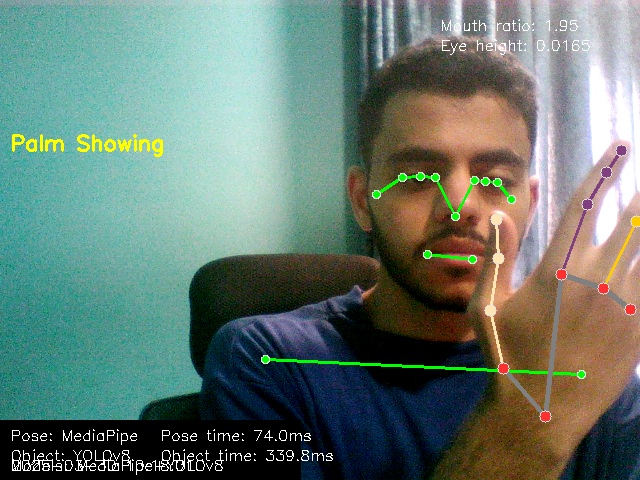 Mouth ratio: 1.95
Eye height: 0.0165
Palm Showing
Pose: MediaPipe Pose time: 74.0ms
Object: YOLOv8 Object time: 339.8ms